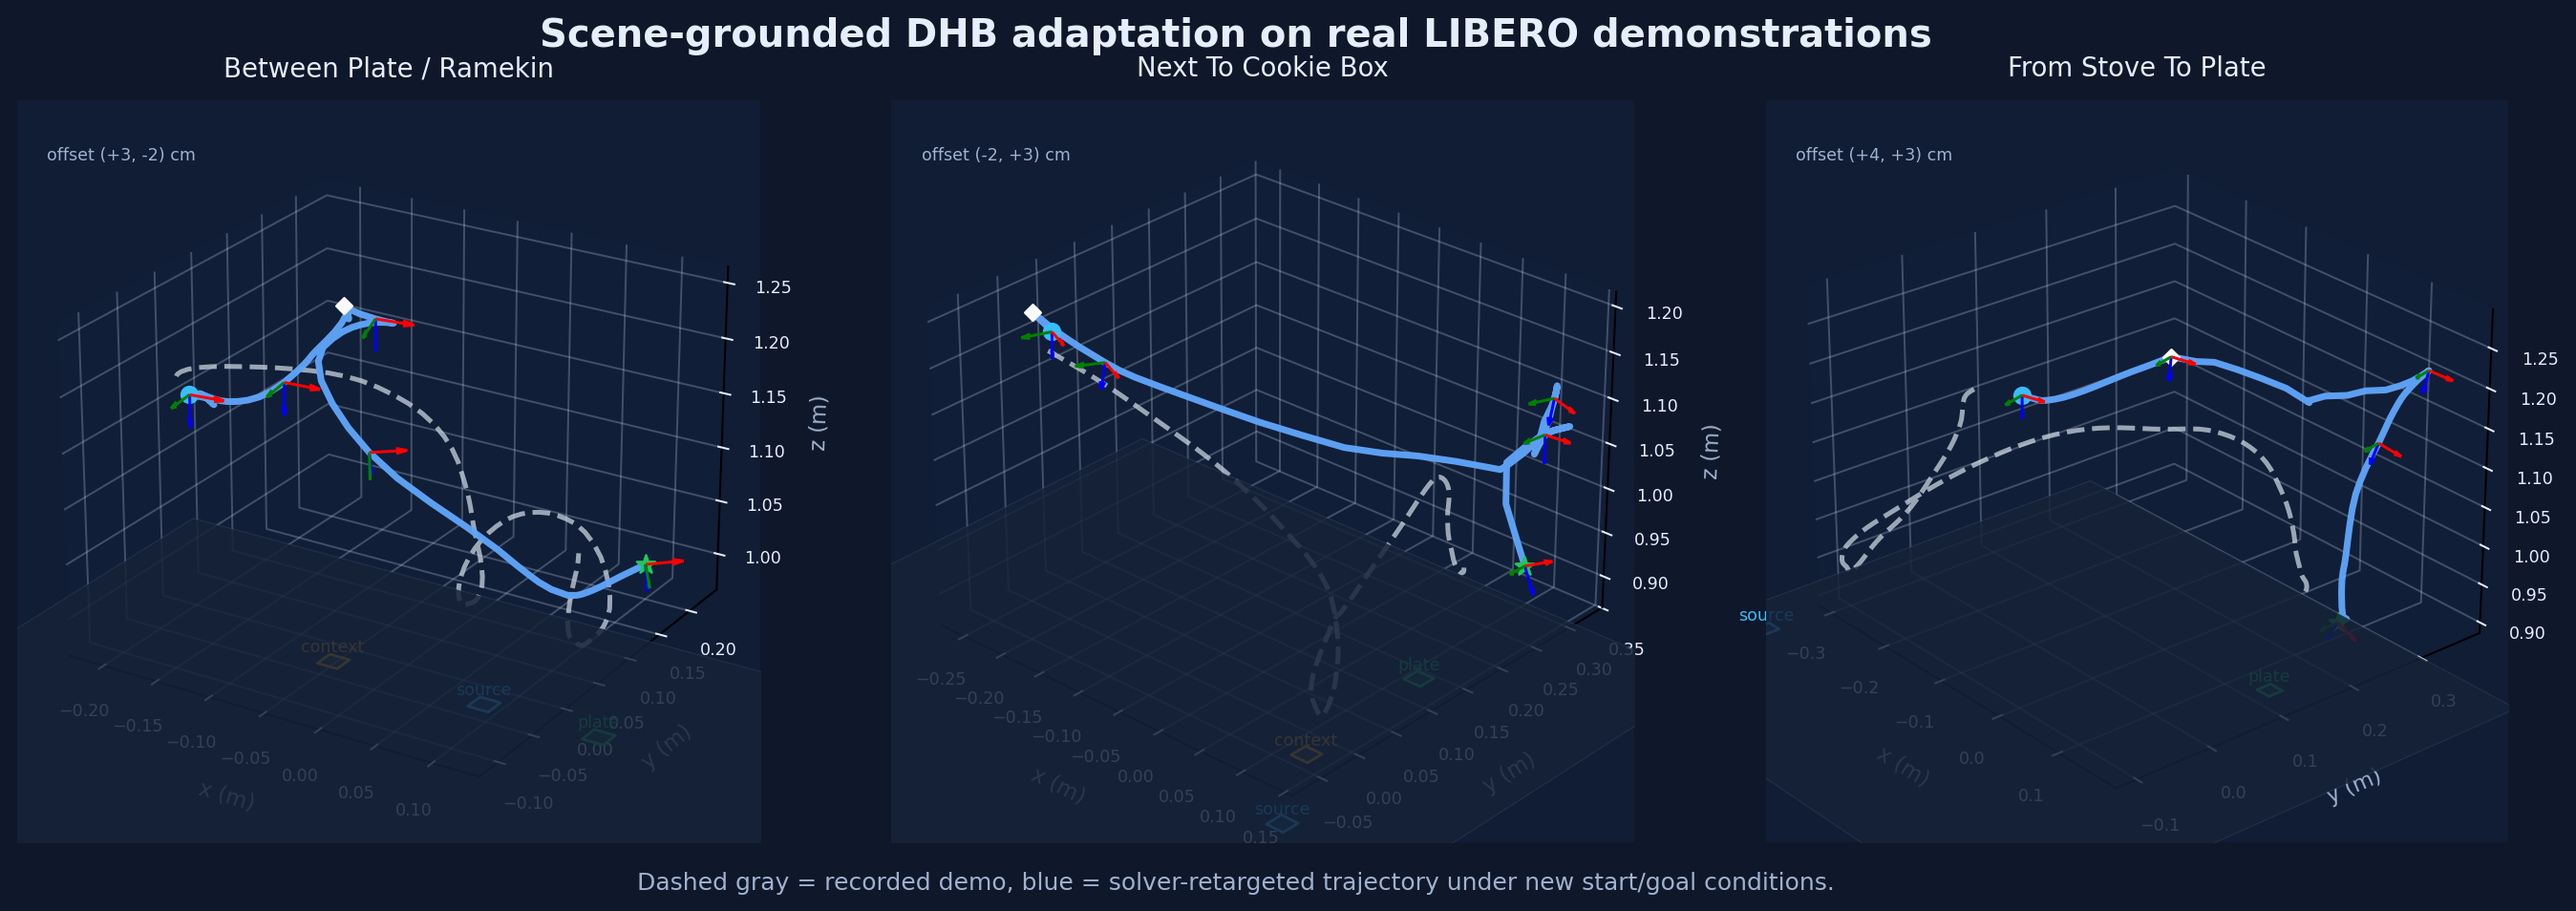 Scene-grounded DHB adaptation on real LIBERO demonstrations
Between Plate / Ramekin
offset (+3, -2) cm
1.25
1.20
1.15
1.10
1.05
1.00
z (m)
0.20
0.15
0.10
0.05
0.00
−0.05
−0.10
y (m)
context
source
plate
−0.20
−0.15
−0.10
−0.05
0.00
0.05
0.10
x (m)
Next To Cookie Box
offset (-2, +3) cm
1.20
1.15
1.10
1.05
1.00
0.95
0.90
z (m)
0.35
0.30
0.25
0.20
0.15
0.10
0.05
0.00
−0.05
y (m)
plate
context
source
−0.25
−0.20
−0.15
−0.10
−0.05
0.00
0.05
0.10
0.15
x (m)
From Stove To Plate
offset (+4, +3) cm
1.25
1.20
1.15
1.10
1.05
1.00
0.95
0.90
source
plate
−0.3
−0.2
−0.1
0.0
0.1
x (m)
0.3
0.2
0.1
0.0
−0.1
y (m)
Dashed gray = recorded demo, blue = solver-retargeted trajectory under new start/goal conditions.